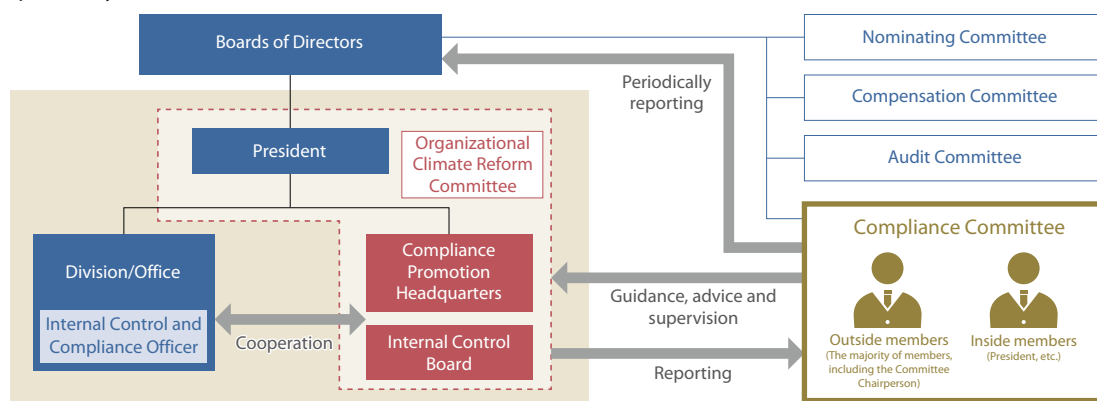 Boards of Directors
Nominating Committee
Periodically
reporting
Compensation Committee
President
Organizational
Climate Reform
Committee
Audit Committee
Division/Office
Internal Control and
Compliance Officer
Cooperation
Compliance
Promotion
Headquarters
Internal Control
Board
Guidance, advice and
supervision
Reporting
Compliance Committee
Outside members
(The majority of members,
including the Committee
Chairperson)
Inside members
(President, etc.)